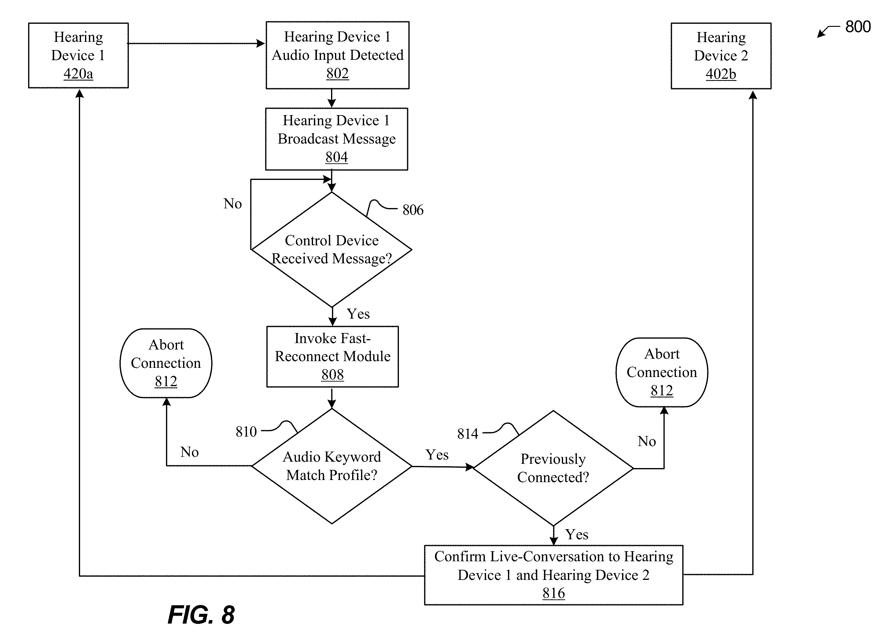 800
Hearing
Device 1
420a
Hearing Device 1
Audio Input Detected
802
Hearing
Device 2
402b
Hearing Device 1
Broadcast Message
804
No
806
Control Device
Received Message?
Yes
Invoke Fast-
Reconnect Module
808
Abort
Connection
812
Abort
Connection
812
810
Audio Keyword
Match Profile?
No
Yes
814
Previously
Connected?
No
Yes
Confirm Live-Conversation to Hearing
Device 1 and Hearing Device 2
816
FIG. 8